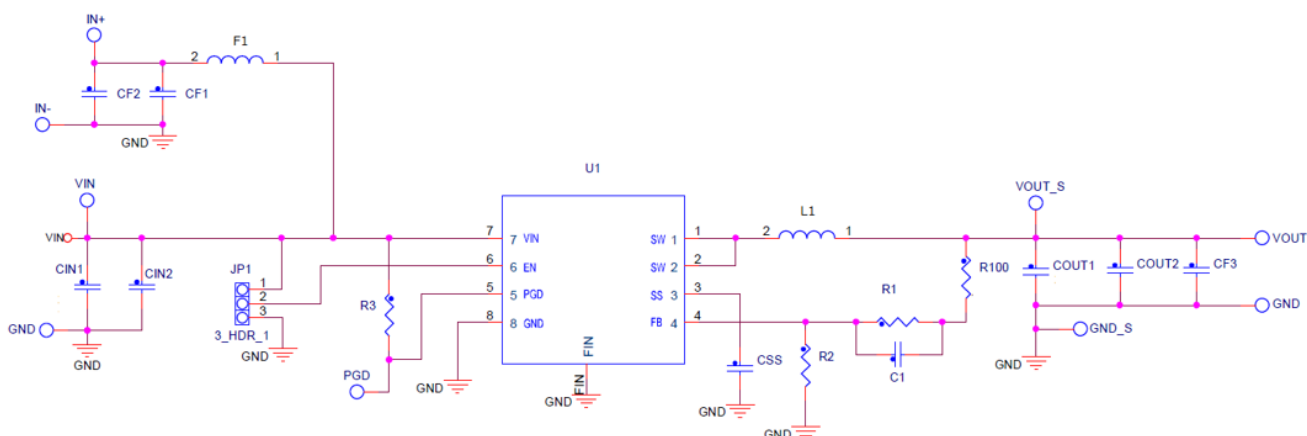 IN+
F1
2
1
CF2
CF1
IN-
GND
U1
VIN
VOUT_S
L1
VIN
7
7
VIN
SW
1
1
2
1
VOUT
CIN1
CIN2
JP1
6
6
EN
SW
2
2
R100
COUT1
COUT2
CF3
1
2
3
R3
5
5
PGD
SS
3
3
R1
GND
3_HDR_1
8
8
GND
FB
4
4
GND
GND_S
GND
GND
FIN
R2
C1
CSS
GND
PGD
GND
FIN
GND
GND
GND